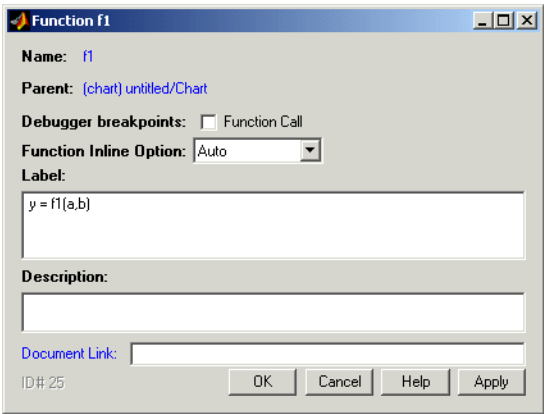 Function f1
Name: f1
Parent: (chart) untitled/Chart
Debugger breakpoints: Function Call
Function Inline Option: Auto
Label:
y = f1(a,b)
Description:
Document Link:
ID# 25 OK Cancel Help Apply